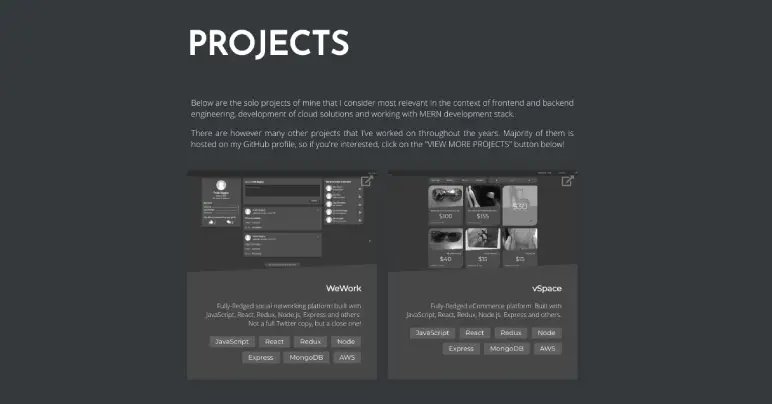 PROJECTS
Below are the solo projects of mine that I consider most relevant in the context of frontend and backend
engineering, development of cloud solutions and working with MERN development stack.
There are however many other projects that I've worked on throughout the years. Majority of them is
hosted on my GitHub profile, so if you're interested, click on the "VIEW MORE PROJECTS" button below!
$300
$155
$30
$40
$35
$15
WeWork
Fully-fledged social networking platform built with
JavaScript, React, Redux, Node.js, Express and others.
Not a full Twitter copy, but a close one!
JavaScript React Redux Node
Express MongoDB AWS
vSpace
Fully-fledged eCommerce platform. Built with
JavaScript, React, Redux, Node.js, Express and others.
JavaScript React Redux Node
Express MongoDB AWS